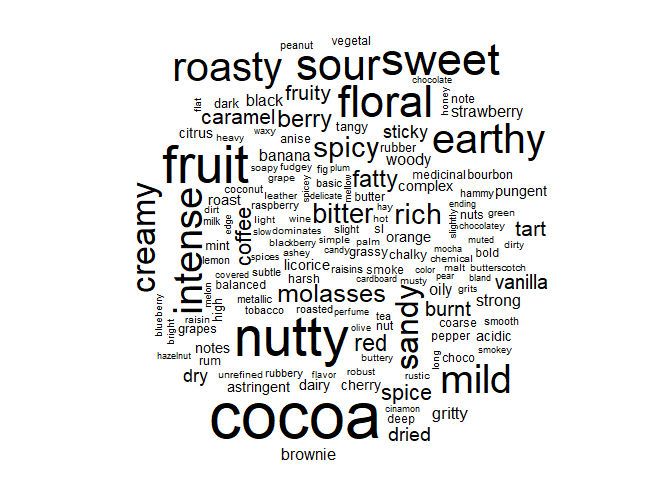 peanut
vegetal
roasty
sour
sweet
chocolate
flat
dark
black
fruity
floral
honey
note
strawberry
caramel
berry
tangy
sticky
citrus
heavy
waxy
anise
spicy
rubber
earthy
fruit
banana
woody
soapy
fudgey
fig
plum
fatty
medicinal
bourbon
grape
spicey
basic
mellow
complex
hammy
pungent
creamy
intense
coconut
leather
delicate
butter
ending
roast
raspberry
bitter
hay
rich
slightly
nuts
green
dirt
milk
edge
coffee
light
wine
hot
chocolatey
tart
slow
dominates
slight
sl
orange
muted
mint
blackberry
simple
palm
mocha
dirty
lemon
spices
ashey
candy
grassy
chalky
chemical
bold
licorice
raisins
smoke
color
malt
butterscotch
covered
subtle
cardboard
musty
pear
bland
vanilla
melon
balanced
harsh
oily
grits
blueberry
bright
raisin
high
metallic
molasses
sandy
strong
tobacco
roasted
perfume
burnt
grapes
tea
coarse
smooth
nutty
olive
nut
pepper
acidic
hazelnut
notes
red
long
choco
smokey
rum
buttery
dry
unrefined
rubbery
flavor
robust
rustic
mild
astringent
dairy
cherry
spice
cocoa
cinamon
deep
gritty
dried
brownie